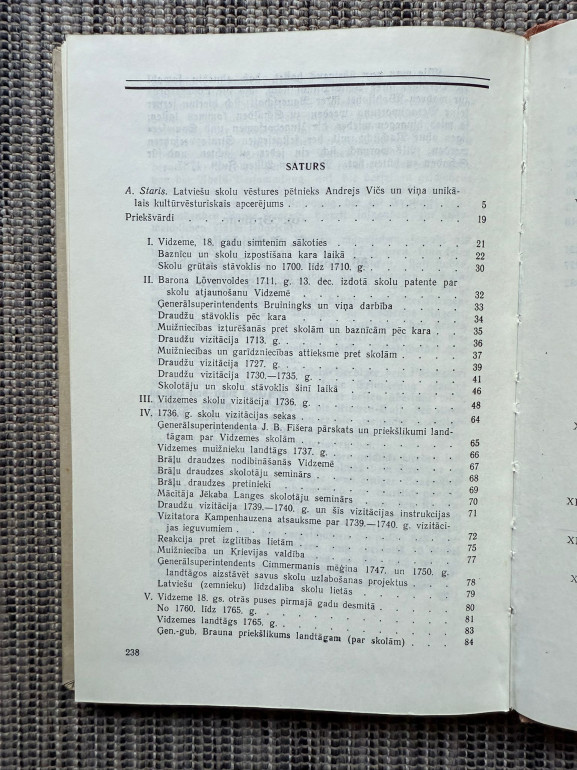 SATURS
A. Staris. Latviešu skolu vēstures pētnieks Andrejs Vičs un viņa unikā-
lais kultūrvēsturiskais apcerējums . . . . . . . . . . . . 5
Priekšvārdi . . . . . . . . . . . . 19
I. Vidzeme, 18. gadu simtenim sākoties . . . . . . 21
Baznīcu un skolu izpostīšana kara laikā . . . . . . 22
Skolu grūtais stāvoklis no 1700. līdz 1710. g. . . . . . 30
II. Barona Lēvenvoldes 1711. g. 13. dec. izdotā skolu patente par
skolu atjaunošanu Vidzemē . . . . . . . . 32
Ģenerālsuperintendents Bruiningks un viņa darbība . . . 33
Draudžu stāvoklis pēc kara . . . . . . . . 34
Muižniecības izturēšanās pret skolām un baznīcām pēc kara . . 35
Draudžu vizitācija 1713. g. . . . . . . . . 36
Muižniecības un garīdzniecības attieksme pret skolām . . . 37
Draudžu vizitācija 1727. g. . . . . . . . . 39
Draudžu vizitācija 1730.—1735. g. . . . . . . . 41
Skolotāju un skolu stāvoklis šinī laikā . . . . . . 46
III. Vidzemes skolu vizitācija 1736. g. . . . . . . . 48
IV. 1736. g. skolu vizitācijas sekas . . . . . . . 64
Ģenerālsuperintendenta J. B. Fišera pārskats un priekšlikumi land-
tāgam par Vidzemes skolām . . . . . . . . 65
Vidzemes muižnieku landtāgs 1737. g. . . . . . . 66
Brāļu draudzes nodibināšanās Vidzemē . . . . . . 67
Brāļu draudzes skolotāju seminārs . . . . . . . 68
Brāļu draudzes pretinieki . . . . . . . . 69
Mācītāja Jēkaba Langes skolotāju seminārs . . . . . 70
Draudžu vizitācija 1739.—1740. g. un šīs vizitācijas instrukcijas 71
Vizitatora Kampenhauzena atsauksme par 1739.—1740. g. vizitāci-
jas ieguvumiem . . . . . . . . . . 72
Reakcija pret izglītības lietām . . . . . . . 75
Muižniecība un Krievijas valdība . . . . . . . 77
Ģenerālsuperintendents Cimmermanis mēģina 1747. un 1750. g.
landtāgos aizstāvēt savus skolu uzlabošanas projektus . . . 78
Latviešu (zemnieku) līdzdalība skolu lietās . . . . . 79
V. Vidzeme 18. gs. otrās puses pirmajā gadu desmitā . . . . 80
No 1760. līdz 1765. g. . . . . . . . . . 81
Vidzemes landtāgs 1765. g. . . . . . . . . 83
Ģen.-gub. Brauna priekšlikums landtāgam (par skolām) . . . 84
238